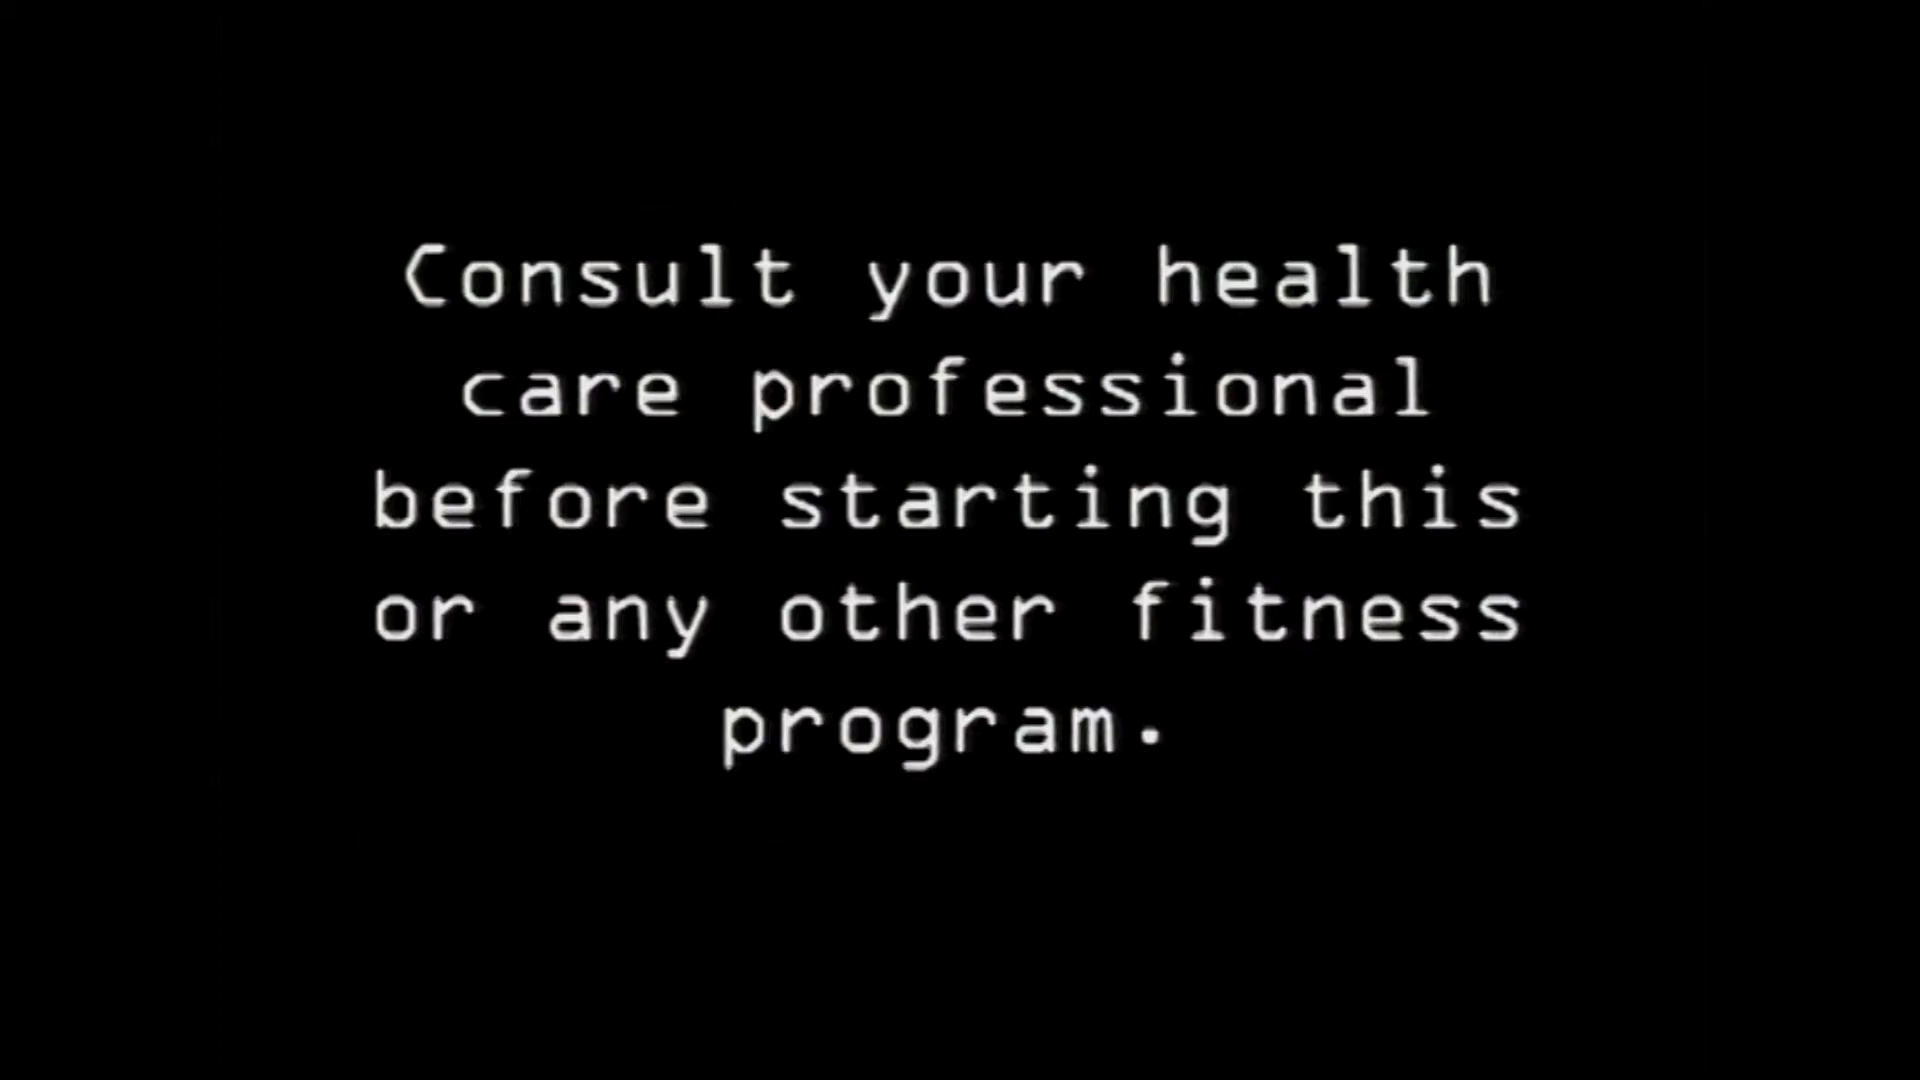 Consult your health
care professional
before starting this
or any other fitness
program.